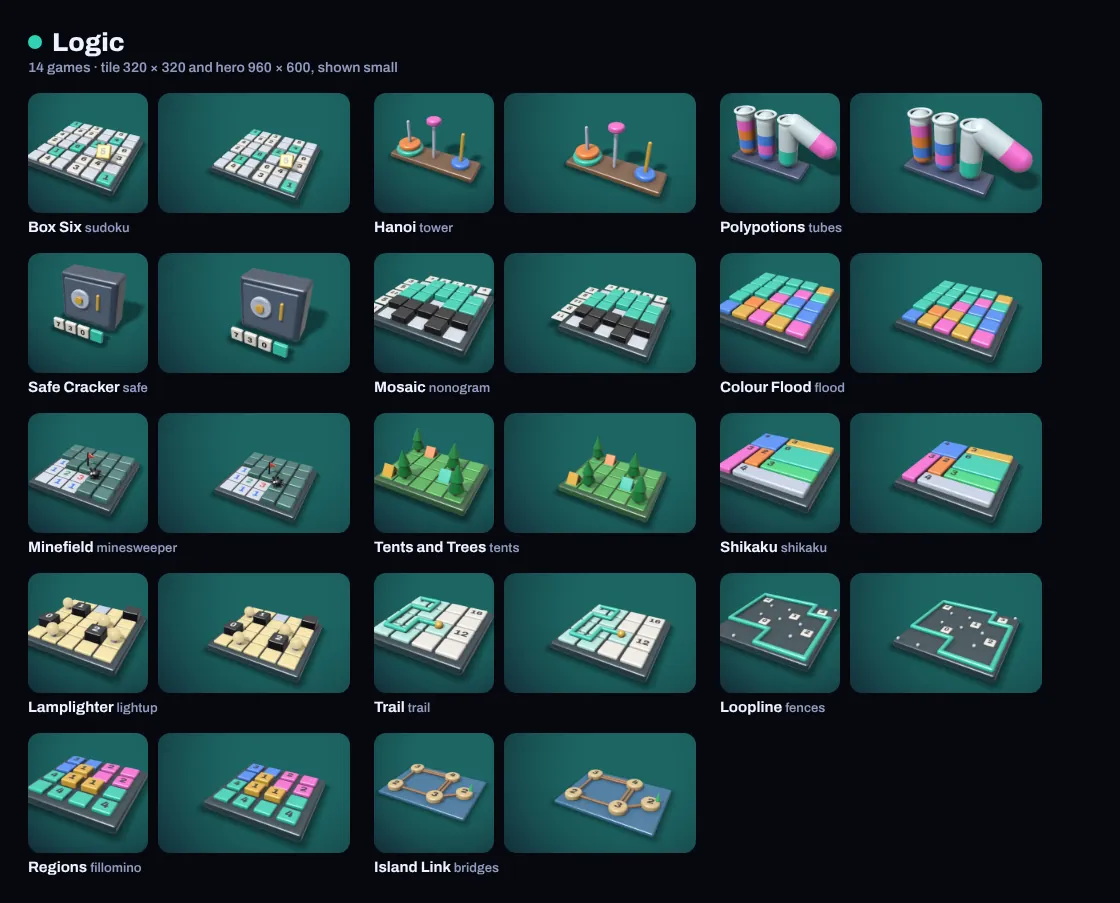 Logic
14 games · tile 320 × 320 and hero 960 × 600, shown small
Box Six sudoku
Hanoi tower
Polypotions tubes
Safe Cracker safe
Mosaic nonogram
Colour Flood flood
Minefield minesweeper
Tents and Trees tents
Shikaku shikaku
Lamplighter lightup
Trail trail
Loopline fences
Regions fillomino
Island Link bridges